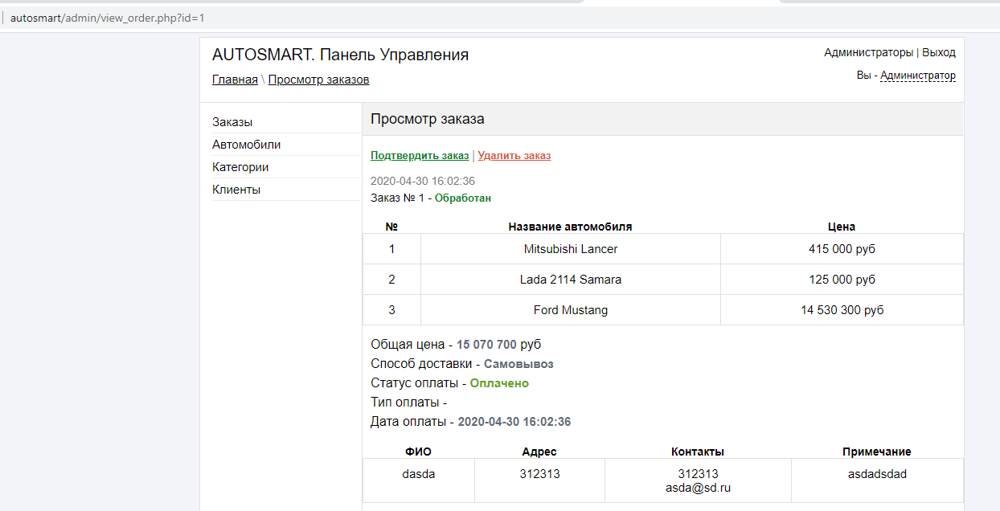 autosmart/admin/view_order.php?id=1
AUTOSMART. Панель Управления
Администраторы | Выход
Главная \ Просмотр заказов
Вы - Администратор
Заказы
Автомобили
Категории
Клиенты
Просмотр заказа
Подтвердить заказ | Удалить заказ
2020-04-30 16:02:36
Заказ № 1 - Обработан
№ Название автомобиля Цена
1 Mitsubishi Lancer 415 000 руб
2 Lada 2114 Samara 125 000 руб
3 Ford Mustang 14 530 300 руб
Общая цена - 15 070 700 руб
Способ доставки - Самовывоз
Статус оплаты - Оплачено
Тип оплаты -
Дата оплаты - 2020-04-30 16:02:36
ФИО Адрес Контакты Примечание
dasda 312313 312313 asdadsdad
asda@sd.ru